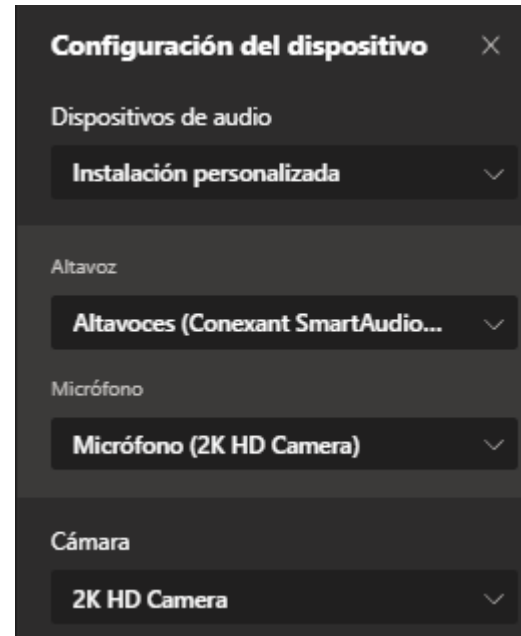 Configuración del dispositivo
Dispositivos de audio
Instalación personalizada
Altavoz
Altavoces (Conexant SmartAudio...
Micrófono
Micrófono (2K HD Camera)
Cámara
2K HD Camera